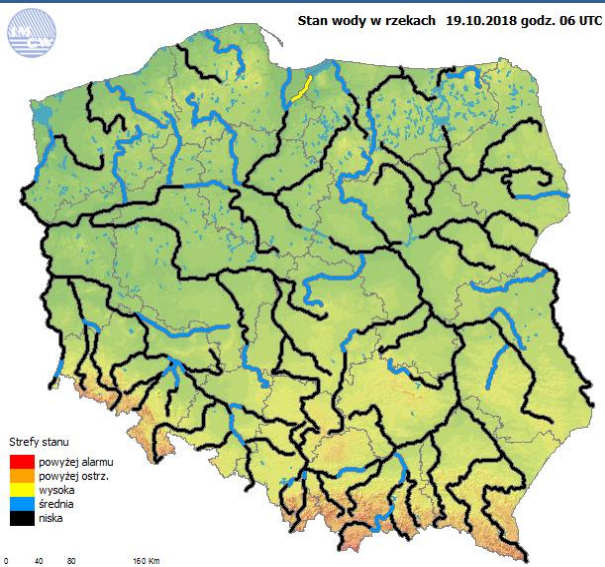 Stan wody w rzekach 19.10.2018 godz. 06 UTC
IMGW
Strefy stanu
powyżej alarmu
powyżej ostrz.
wysoka
średnia
niska
0 40 80 160 Km